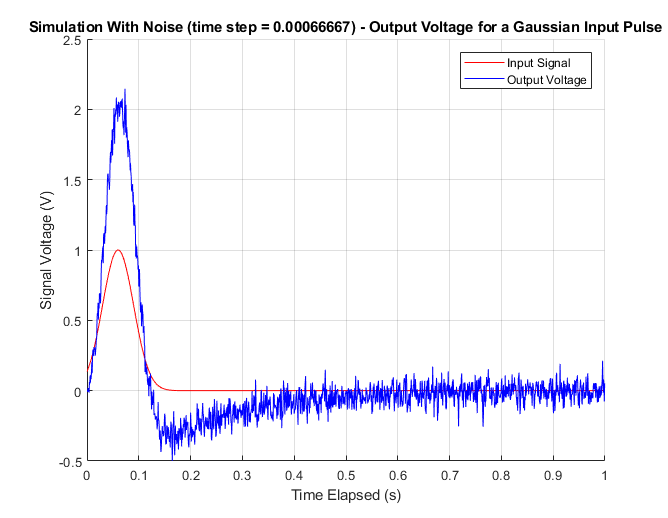 Simulation With Noise (time step = 0.00066667) - Output Voltage for a Gaussian Input Pulse
2.5
Input Signal
Output Voltage
2
1.5
Signal Voltage (V)
1
0.5
0
-0.5
0 0.1 0.2 0.3 0.4 0.5 0.6 0.7 0.8 0.9 1
Time Elapsed (s)